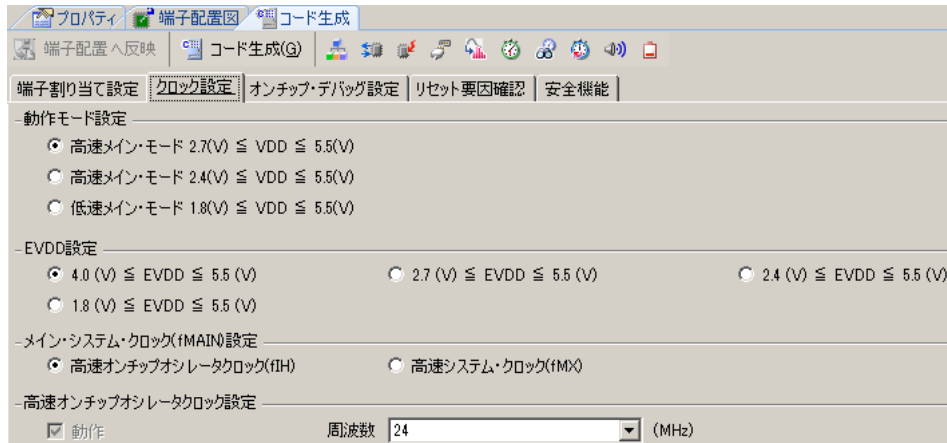 プロパティ 端子配置図 コード生成
端子配置へ反映 コード生成(G)
端子割り当て設定 クロック設定 オンチップ・デバッグ設定 リセット要因確認 安全機能
動作モード設定
高速メイン・モード 2.7(V) ≦ VDD ≦ 5.5(V)
高速メイン・モード 2.4(V) ≦ VDD ≦ 5.5(V)
低速メイン・モード 1.8(V) ≦ VDD ≦ 5.5(V)
EVDD設定
4.0 (V) ≦ EVDD ≦ 5.5 (V) 2.7 (V) ≦ EVDD ≦ 5.5 (V) 2.4 (V) ≦ EVDD ≦ 5.5 (V)
1.8 (V) ≦ EVDD ≦ 5.5 (V)
メイン・システム・クロック(fMAIN)設定
高速オンチップオシレータクロック(fIH) 高速システム・クロック(fMX)
高速オンチップオシレータクロック設定
動作 周波数 24 (MHz)